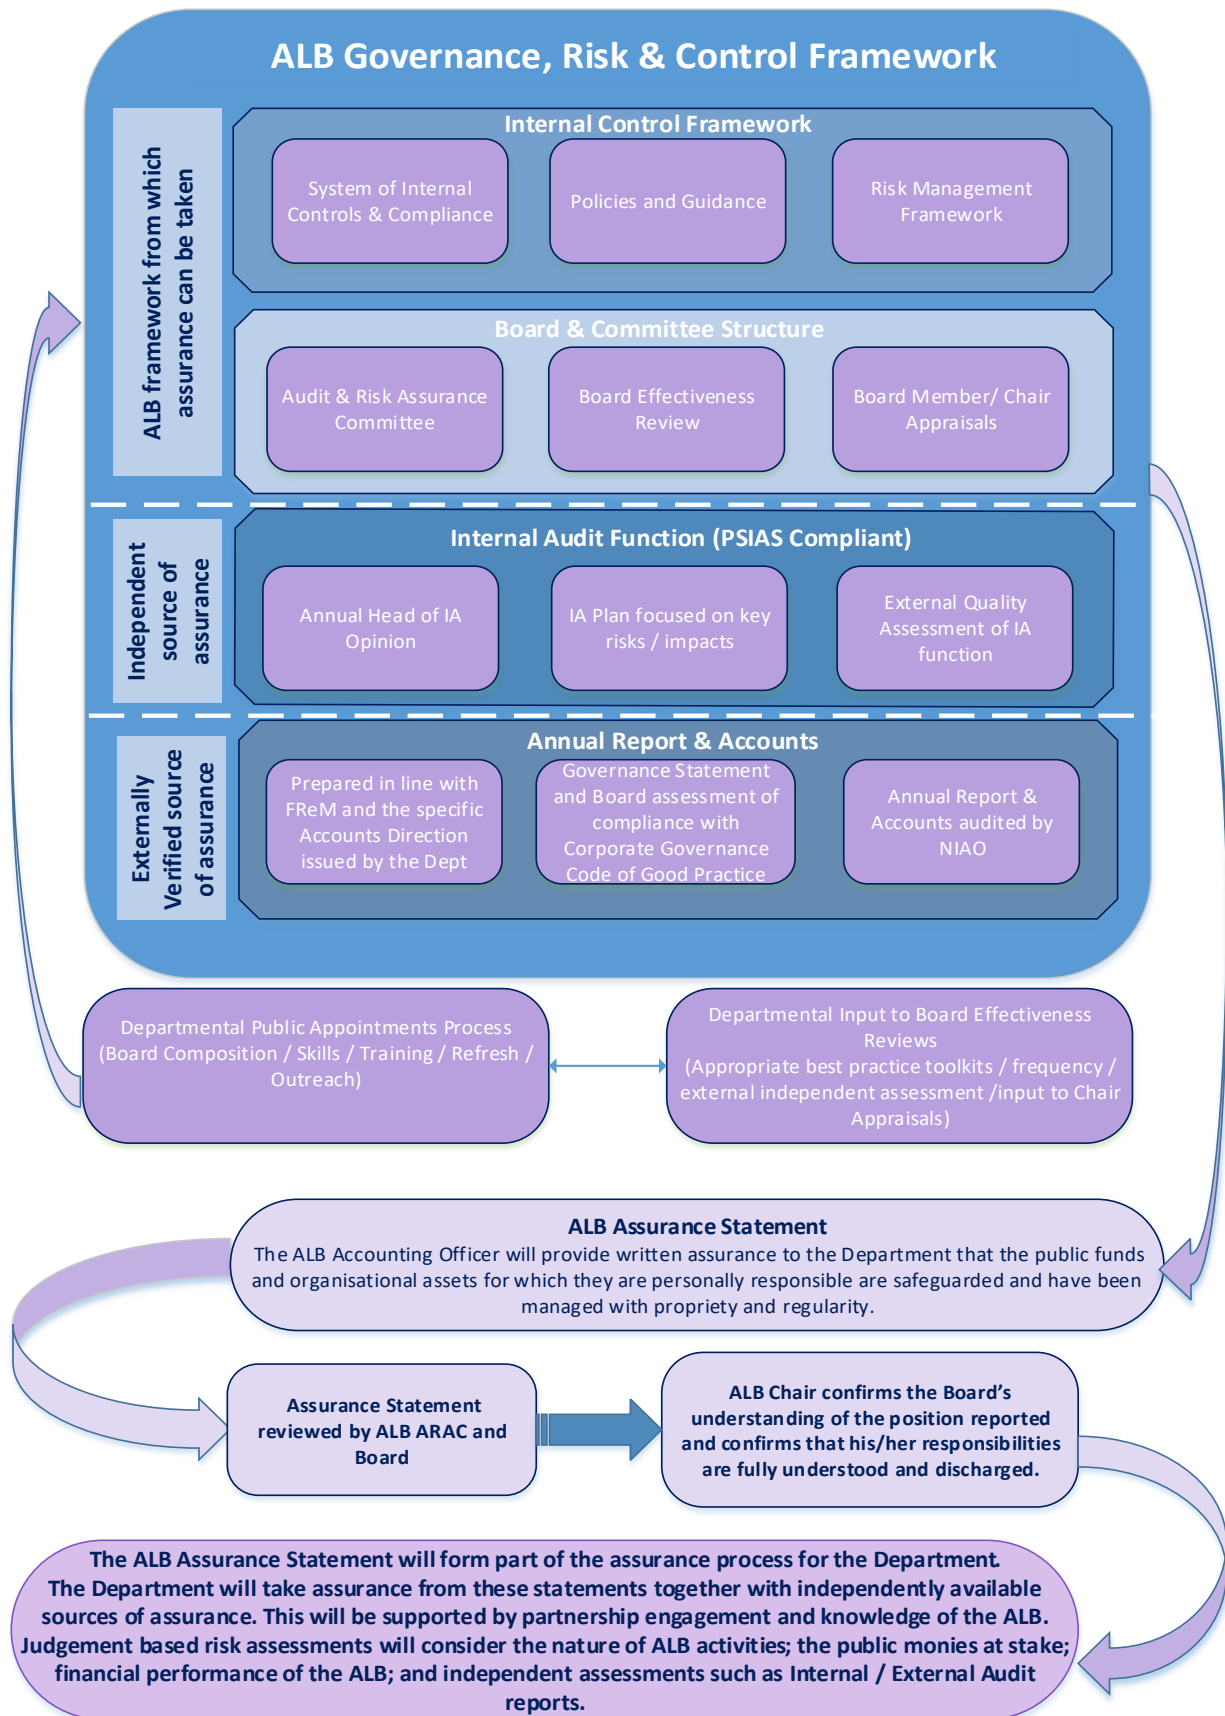 ALB Governance, Risk & Control Framework
ALB framework from which
assurance can be taken
Internal Control Framework
System of Internal
Controls & Compliance
Policies and Guidance
Risk Management
Framework
Board & Committee Structure
Audit & Risk Assurance
Committee
Board Effectiveness
Review
Board Member/ Chair
Appraisals
Independent
source of
assurance
Internal Audit Function (PSIAS Compliant)
Annual Head of IA
Opinion
IA Plan focused on key
risks / impacts
External Quality
Assessment of IA
function
Externally
Verified source
of assurance
Annual Report & Accounts
Prepared in line with
FReM and the specific
Accounts Direction
issued by the Dept
Governance Statement
and Board assessment of
compliance with
Corporate Governance
Code of Good Practice
Annual Report &
Accounts audited by
NIAO
Departmental Public Appointments Process
(Board Composition / Skills / Training / Refresh /
Outreach)
Departmental Input to Board Effectiveness
Reviews
(Appropriate best practice toolkits / frequency /
external independent assessment /input to Chair
Appraisals)
ALB Assurance Statement
The ALB Accounting Officer will provide written assurance to the Department that the public funds
and organisational assets for which they are personally responsible are safeguarded and have been
managed with propriety and regularity.
Assurance Statement
reviewed by ALB ARAC and
Board
ALB Chair confirms the Board's
understanding of the position reported
and confirms that his/her responsibilities
are fully understood and discharged.
The ALB Assurance Statement will form part of the assurance process for the Department.
The Department will take assurance from these statements together with independently available
sources of assurance. This will be supported by partnership engagement and knowledge of the ALB.
Judgement based risk assessments will consider the nature of ALB activities; the public monies at stake;
financial performance of the ALB; and independent assessments such as Internal / External Audit
reports.